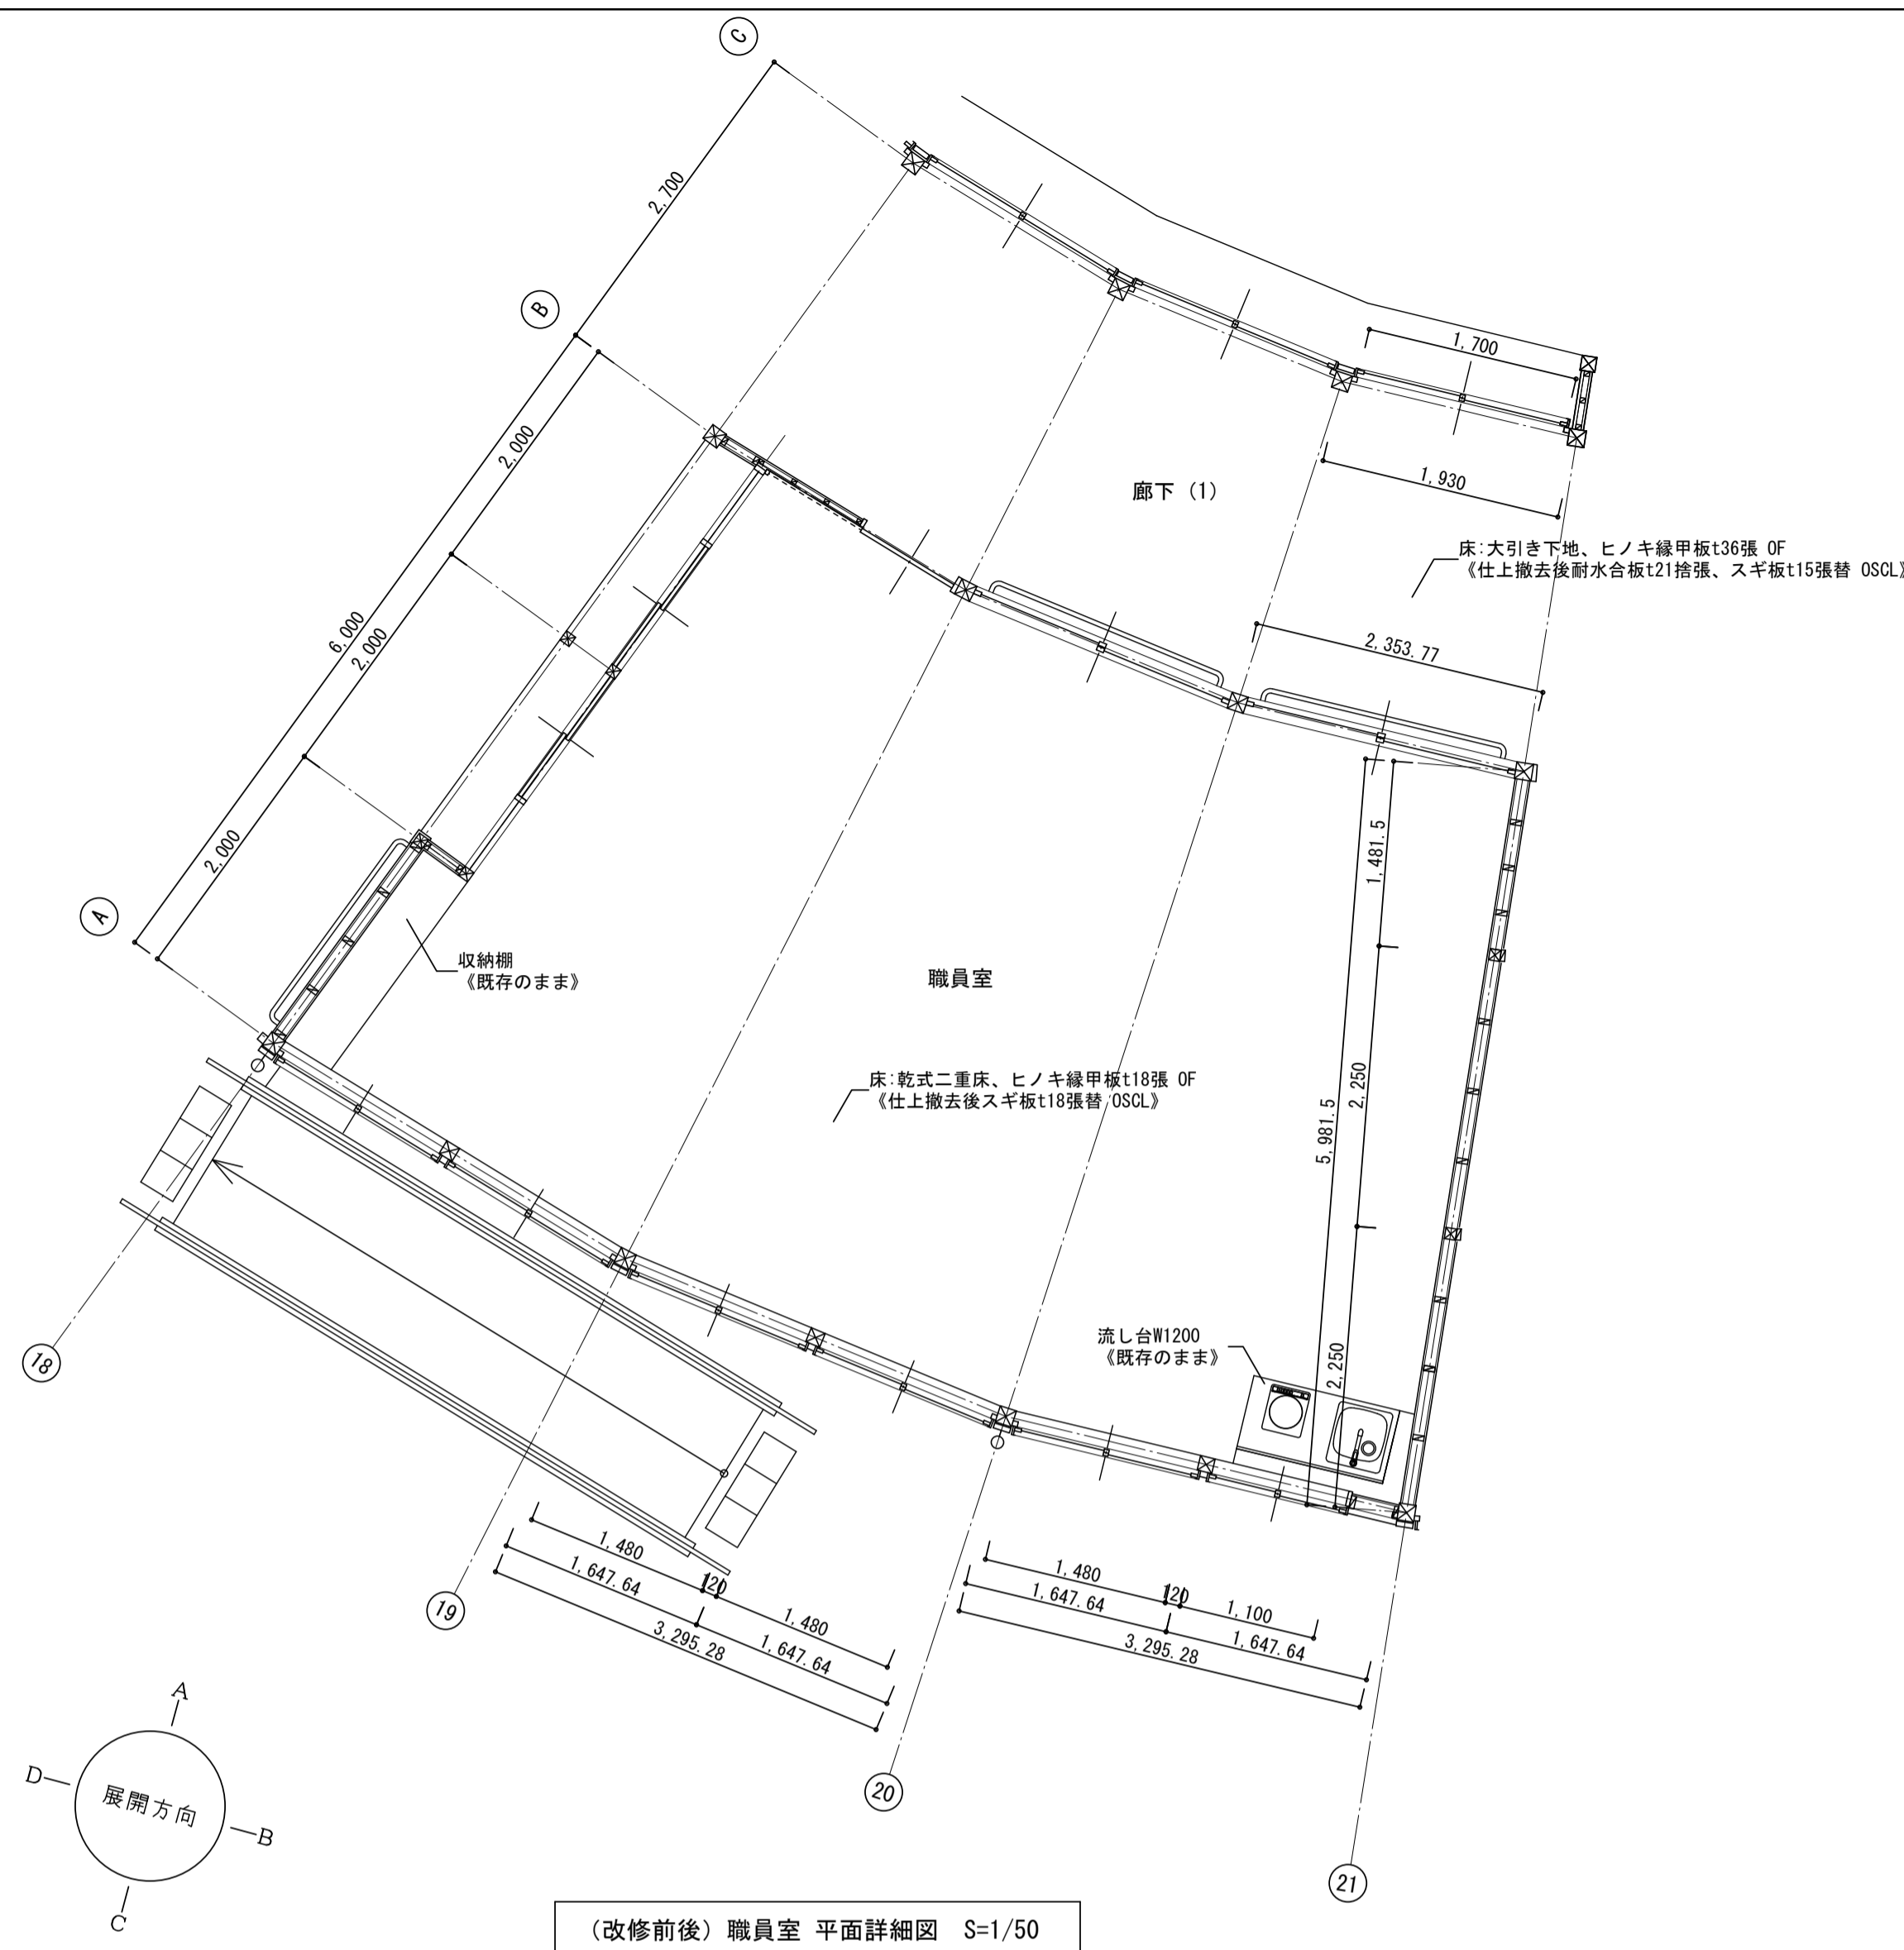 C
2,700
B
2,000
6,000
2,000
2,000
A
1,700
1,930
廊下（1）
床:大引き下地、ヒノキ縁甲板t36張 OF
《仕上撤去後耐水合板t21捨張、スギ板t15張替 OSCL》
2,353.77
1,481.5
収納棚
《既存のまま》
職員室
床:乾式二重床、ヒノキ縁甲板t18張 OF
《仕上撤去後スギ板t18張替 OSCL》
2,250
5,981.5
流し台W1200
《既存のまま》
2,250
18
19
20
21
1,480
120
1,480
1,647.64
1,647.64
3,295.28
1,480
120
1,100
1,647.64
1,647.64
3,295.28
A
D
展開方向
B
C
（改修前後）職員室 平面詳細図　S=1/50